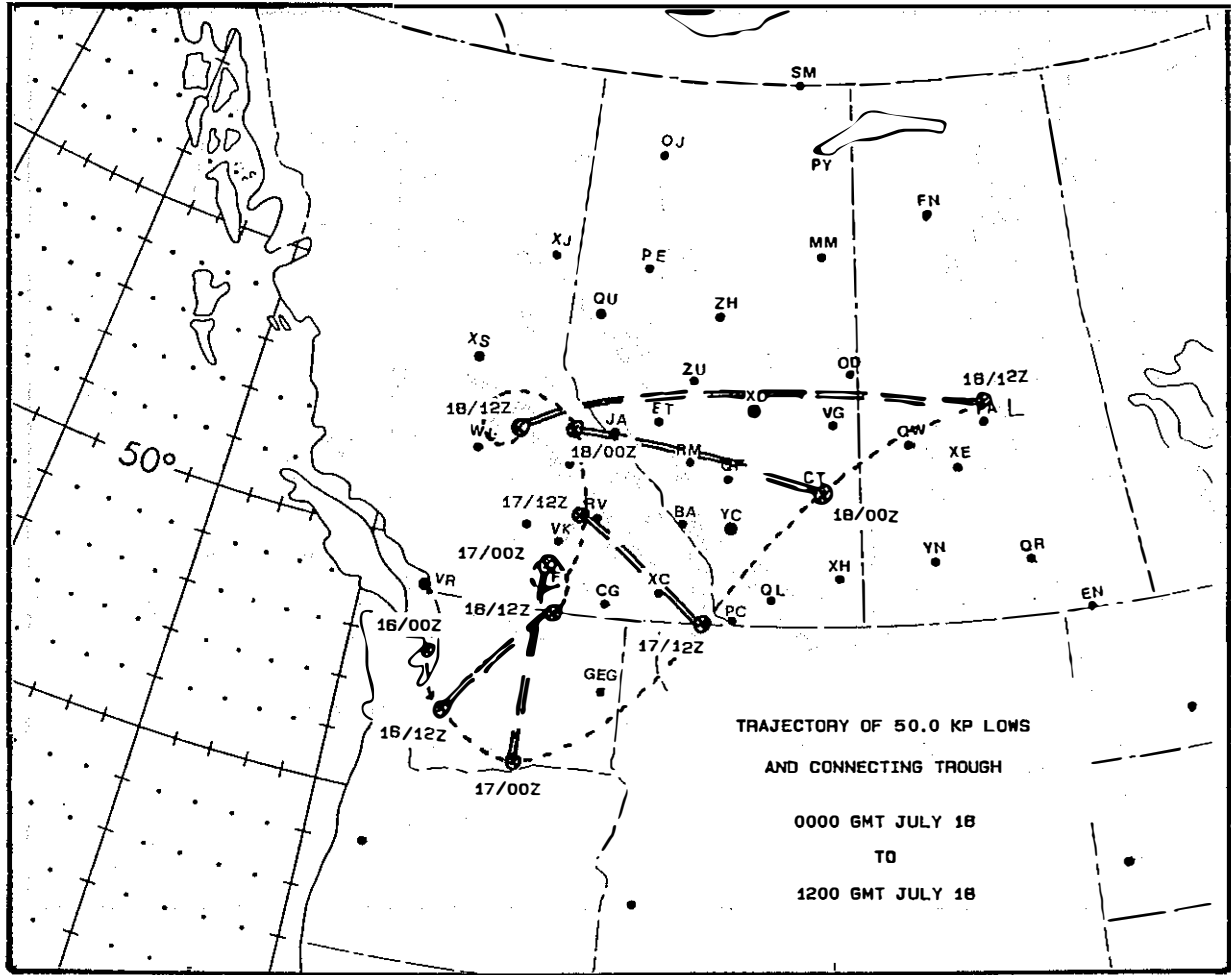 SM
OJ
PY
FN
XJ
PE
MM
QU
ZH
XS
ZU
OD
18/12Z
18/12Z
ET
XD
VG
PA L
JA
QW
18/00Z
RM
XE
50°
CT
17/12Z
RV
BA
YC
18/00Z
VK
17/00Z
VR
XC
XH
YN
QR
CG
QL
EN
16/12Z
16/00Z
PC
17/12Z
GEG
16/12Z
17/00Z
TRAJECTORY OF 50.0 KP LOWS
AND CONNECTING TROUGH
0000 GMT JULY 16
TO
1200 GMT JULY 18